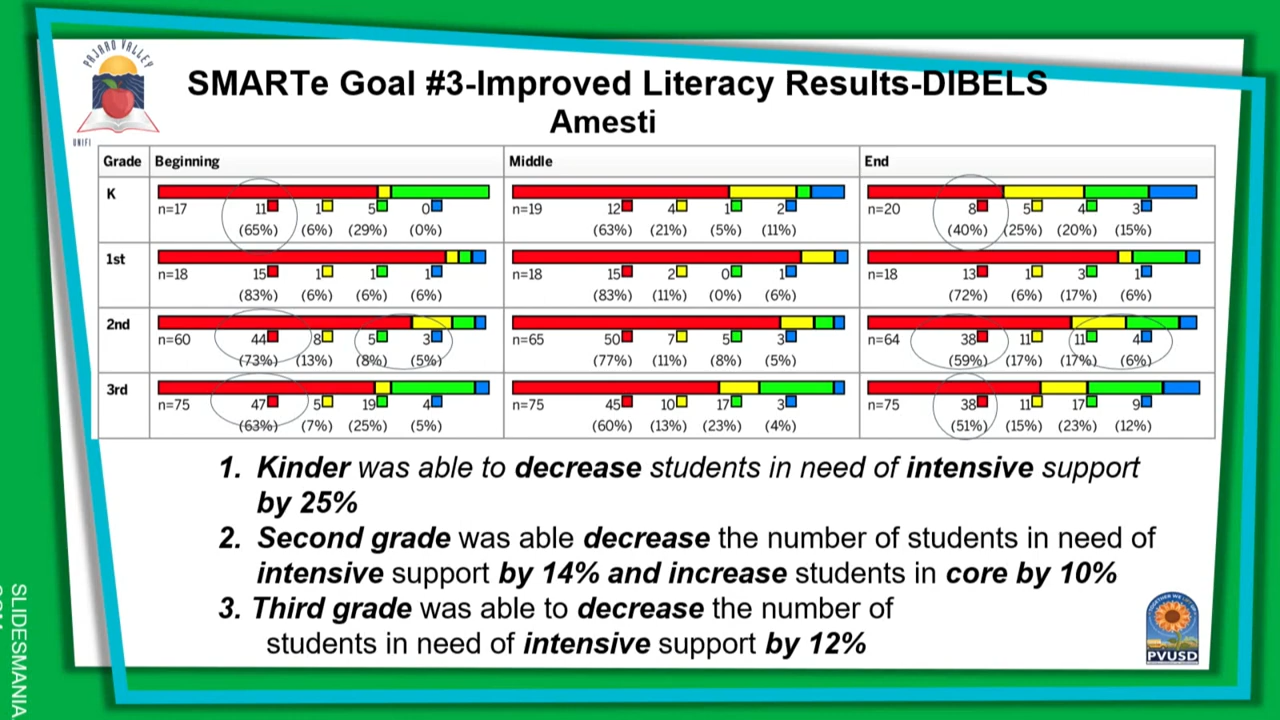 PAJARO VALLEY
UNIFI
SMARTe Goal #3-Improved Literacy Results-DIBELS
Amesti
Grade Beginning Middle End
K
n=17 11 1 5 0 n=19 12 4 1 2 n=20 8 5 4 3
(65%) (6%) (29%) (0%) (63%) (21%) (5%) (11%) (40%) (25%) (20%) (15%)
1st
n=18 15 1 1 1 n=18 15 2 0 1 n=18 13 1 3 1
(83%) (6%) (6%) (6%) (83%) (11%) (0%) (6%) (72%) (6%) (17%) (6%)
2nd
n=60 44 8 5 3 n=65 50 7 5 3 n=64 38 11 11 4
(73%) (13%) (8%) (5%) (77%) (11%) (8%) (5%) (59%) (17%) (17%) (6%)
3rd
n=75 47 5 19 4 n=75 45 10 17 3 n=75 38 11 17 9
(63%) (7%) (25%) (5%) (60%) (13%) (23%) (4%) (51%) (15%) (23%) (12%)
1. Kinder was able to decrease students in need of intensive support
by 25%
2. Second grade was able decrease the number of students in need of
intensive support by 14% and increase students in core by 10%
3. Third grade was able to decrease the number of
students in need of intensive support by 12%
PVUSD
SLIDESMANIA